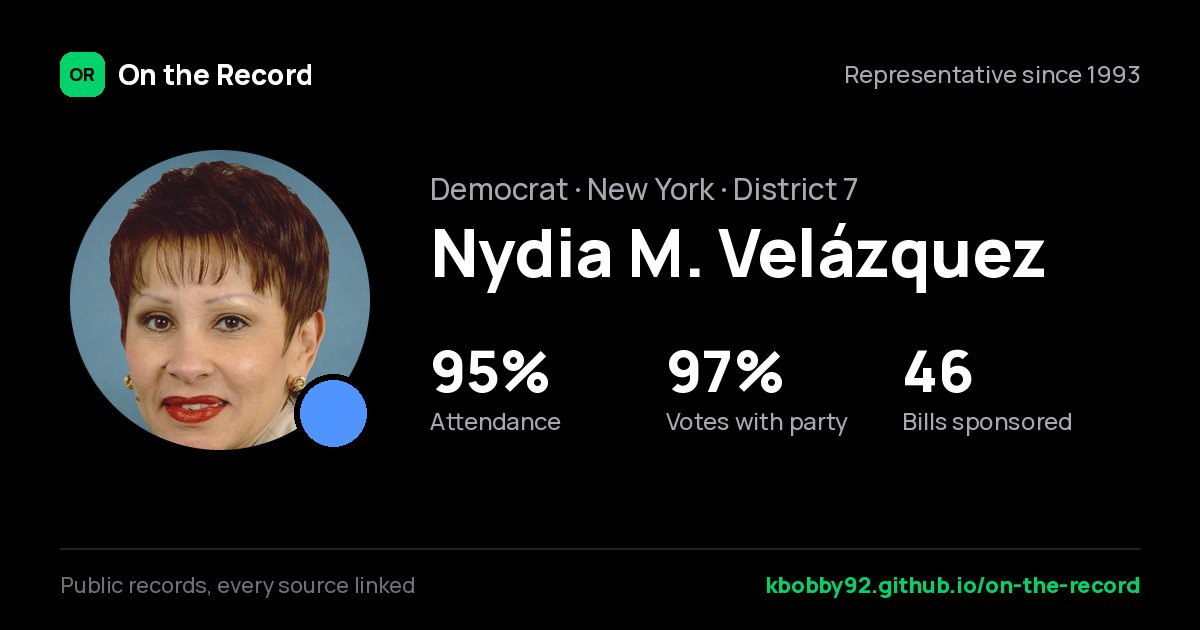 OR
On the Record
Representative since 1993
Democrat · New York · District 7
Nydia M. Velázquez
95%
97%
46
Attendance
Votes with party
Bills sponsored
Public records, every source linked
kbobby92.github.io/on-the-record